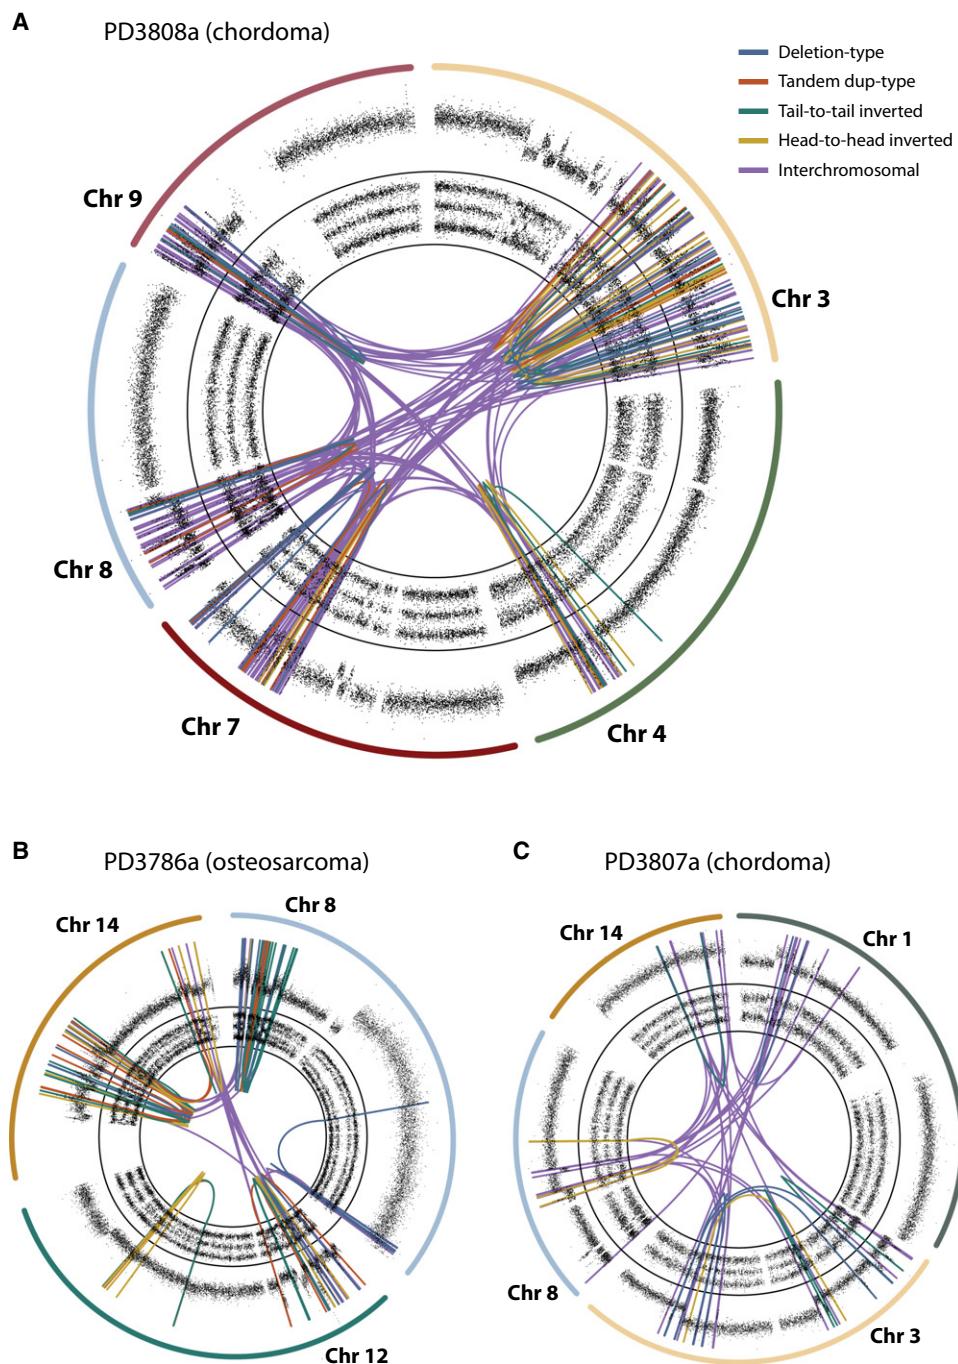 A
PD3808a (chordoma)
Deletion-type
Tandem dup-type
Tail-to-tail inverted
Head-to-head inverted
Interchromosomal
Chr 9
Chr 3
Chr 8
Chr 7
Chr 4
B
PD3786a (osteosarcoma)
Chr 14
Chr 8
Chr 12
C
PD3807a (chordoma)
Chr 14
Chr 1
Chr 8
Chr 3